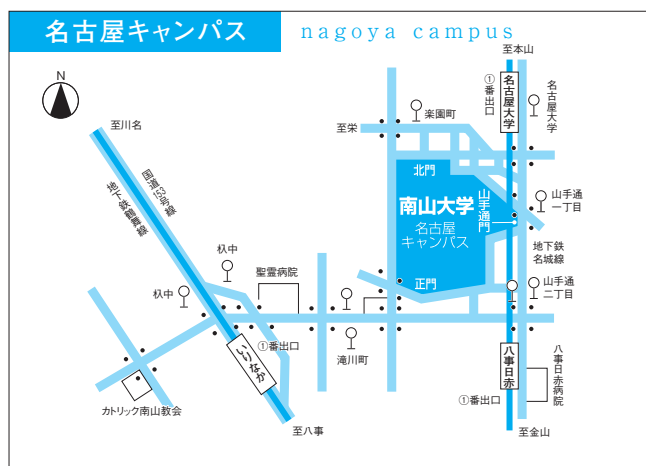 名古屋キャンパス
nagoya campus
N
至本山
①番出口
名古屋大学
名古屋大学
楽園町
至栄
至川名
国道153号線
地下鉄鶴舞線
北門
南山大学
名古屋
キャンパス
山手通門
山手通
一丁目
地下鉄
名城線
杁中
杁中
聖霊病院
正門
山手通
二丁目
①番出口
いりなか
滝川町
八事日赤
八事日赤病院
①番出口
カトリック南山教会
至八事
至金山